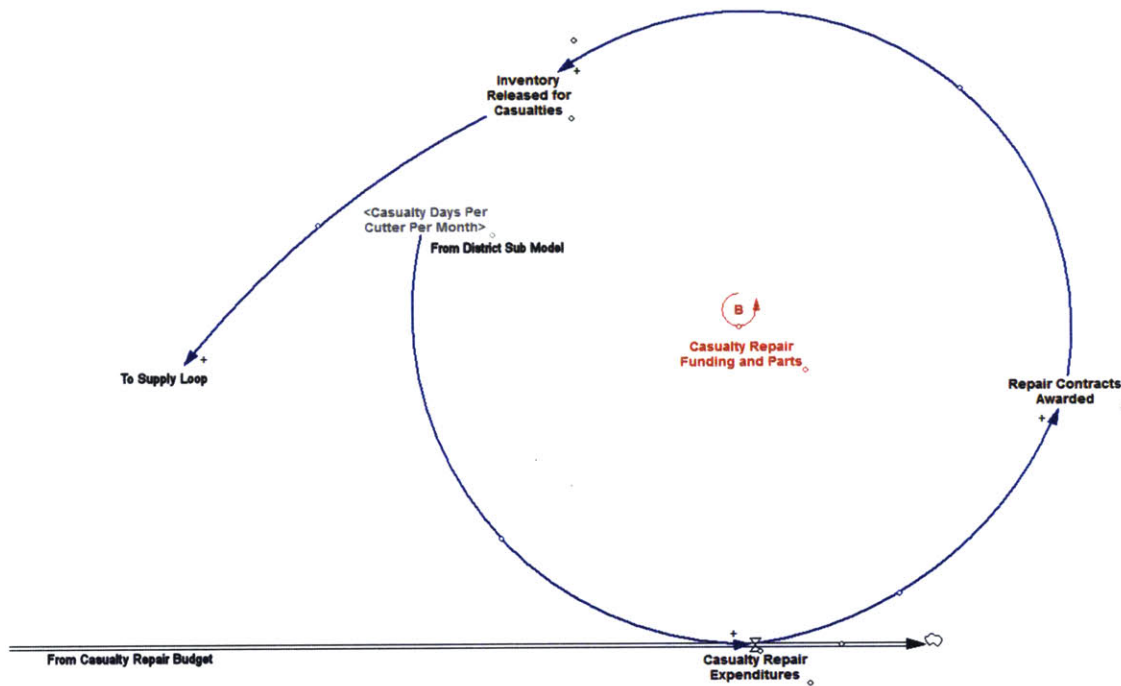 Inventory
Released for
Casualties
+
<Casualty Days Per
Cutter Per Month>
From District Sub Model
B
Casualty Repair
Funding and Parts
+
To Supply Loop
Repair Contracts
Awarded
+
+
From Casualty Repair Budget
Casualty Repair
Expenditures